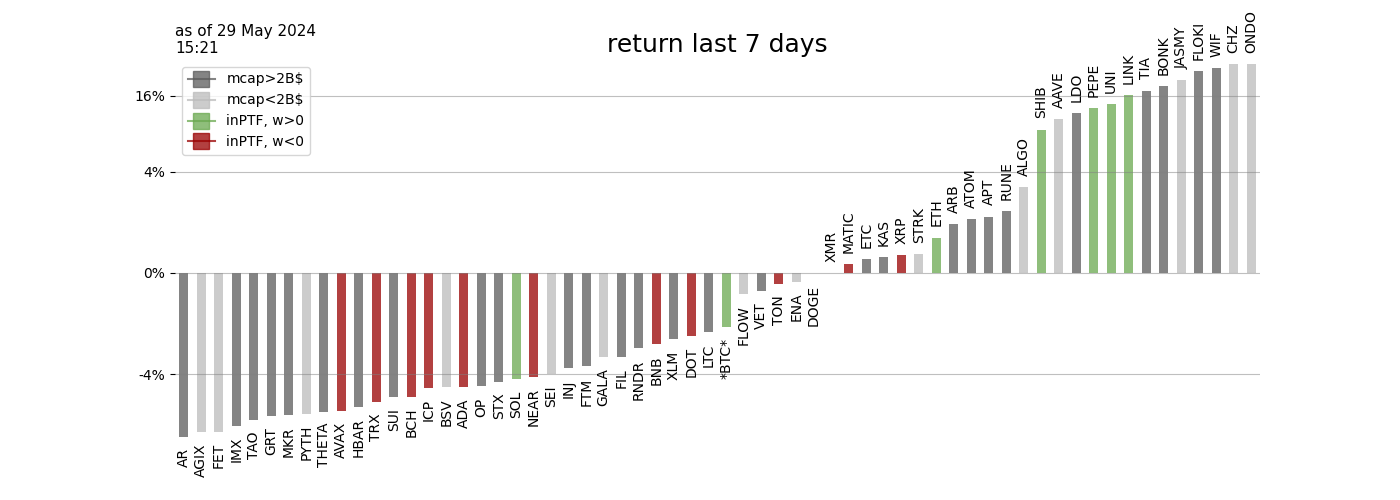 as of 29 May 2024
15:21
return last 7 days
mcap>2B$
mcap<2B$
inPTF, w>0
inPTF, w<0
16%
4%
0%
-4%
AR
AGIX
FET
IMX
TAO
GRT
MKR
PYTH
THETA
AVAX
HBAR
TRX
SUI
BCH
ICP
BSV
ADA
OP
STX
SOL
NEAR
SEI
INJ
FTM
GALA
FIL
RNDR
BNB
XLM
DOT
LTC
*BTC*
FLOW
VET
TON
ENA
DOGE
XMR
MATIC
ETC
KAS
XRP
STRK
ETH
ARB
ATOM
APT
RUNE
ALGO
SHIB
AAVE
LDO
PEPE
UNI
LINK
TIA
BONK
JASMY
FLOKI
WIF
CHZ
ONDO